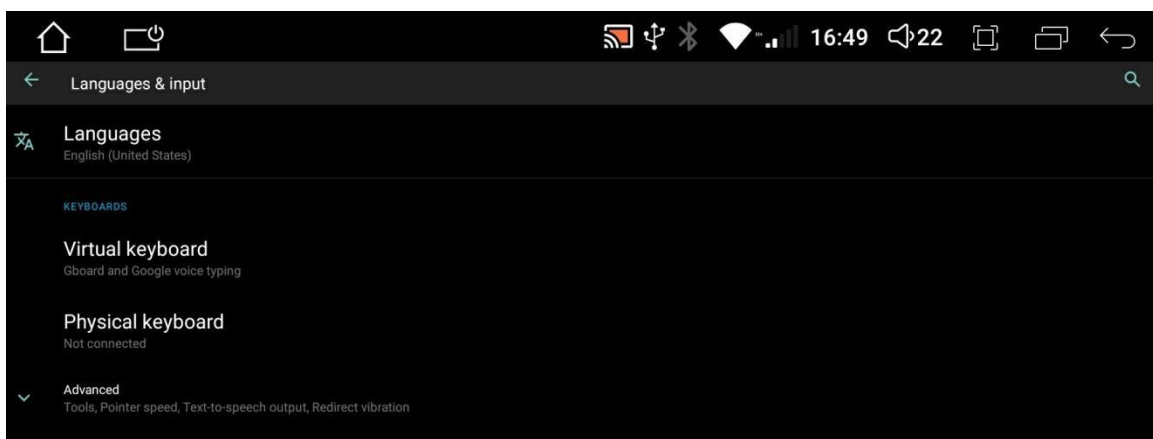 16:49 22
Languages & input
Languages
English (United States)
KEYBOARDS
Virtual keyboard
Gboard and Google voice typing
Physical keyboard
Not connected
Advanced
Tools, Pointer speed, Text-to-speech output, Redirect vibration